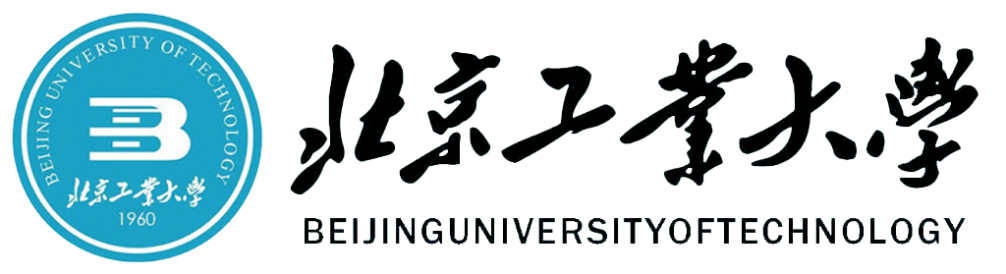 BEIJING UNIVERSITY OF TECHNOLOGY
北京工業大學
1960
北京工業大學
BEIJINGUNIVERSITYOFTECHNOLOGY